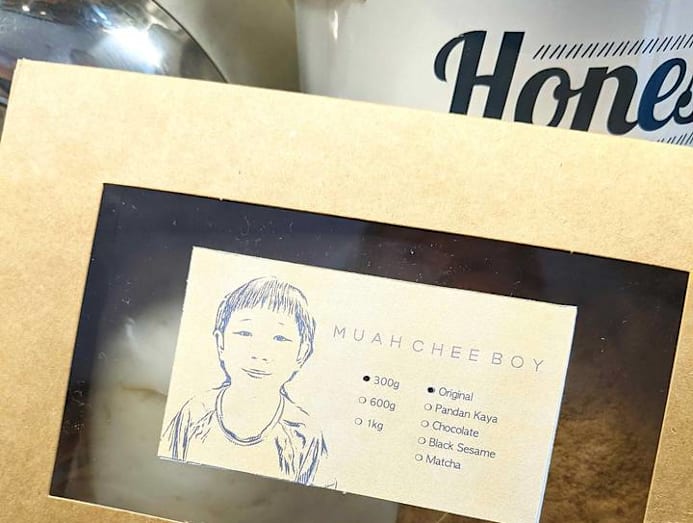 Hones
MUAH CHEE BOY
300g
600g
1kg
Original
Pandan Kaya
Chocolate
Black Sesame
Matcha